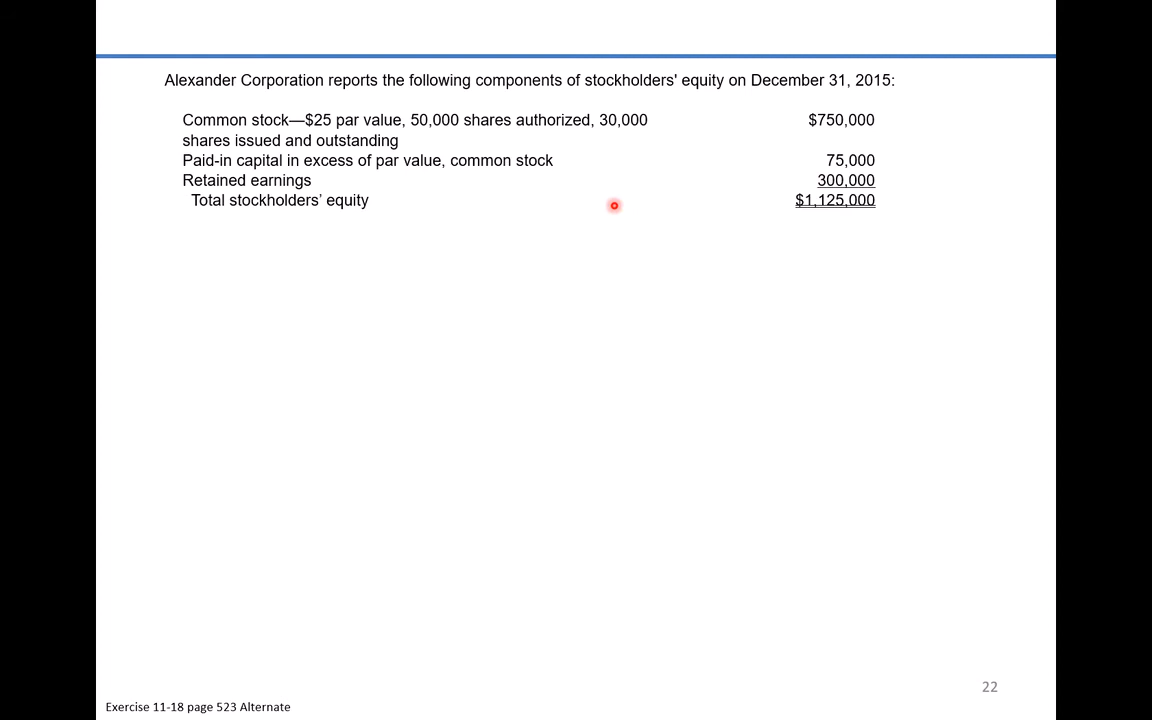 Alexander Corporation reports the following components of stockholders' equity on December 31, 2015:
Common stock—$25 par value, 50,000 shares authorized, 30,000 $750,000
shares issued and outstanding
Paid-in capital in excess of par value, common stock 75,000
Retained earnings 300,000
Total stockholders’ equity $1,125,000
22
Exercise 11-18 page 523 Alternate